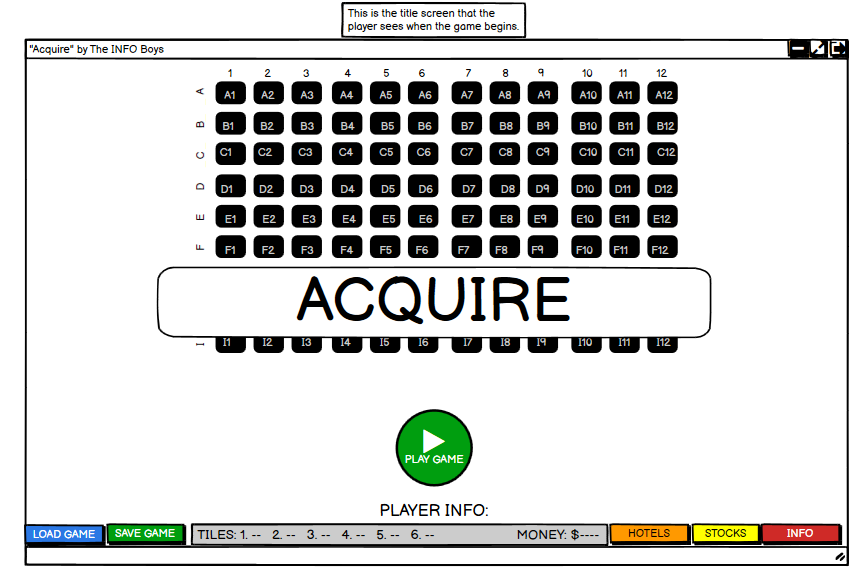 This is the title screen that the
player sees when the game begins.
"Acquire" by The INFO Boys
1 2 3 4 5 6 7 8 9 10 11 12
A A1 A2 A3 A4 A5 A6 A7 A8 A9 A10 A11 A12
B B1 B2 B3 B4 B5 B6 B7 B8 B9 B10 B11 B12
C C1 C2 C3 C4 C5 C6 C7 C8 C9 C10 C11 C12
D D1 D2 D3 D4 D5 D6 D7 D8 D9 D10 D11 D12
E E1 E2 E3 E4 E5 E6 E7 E8 E9 E10 E11 E12
F F1 F2 F3 F4 F5 F6 F7 F8 F9 F10 F11 F12
ACQUIRE
I I1 I2 I3 I4 I5 I6 I7 I8 I9 I10 I11 I12
PLAY GAME
PLAYER INFO:
LOAD GAME SAVE GAME TILES: 1. -- 2. -- 3. -- 4. -- 5. -- 6. -- MONEY: $---- HOTELS STOCKS INFO